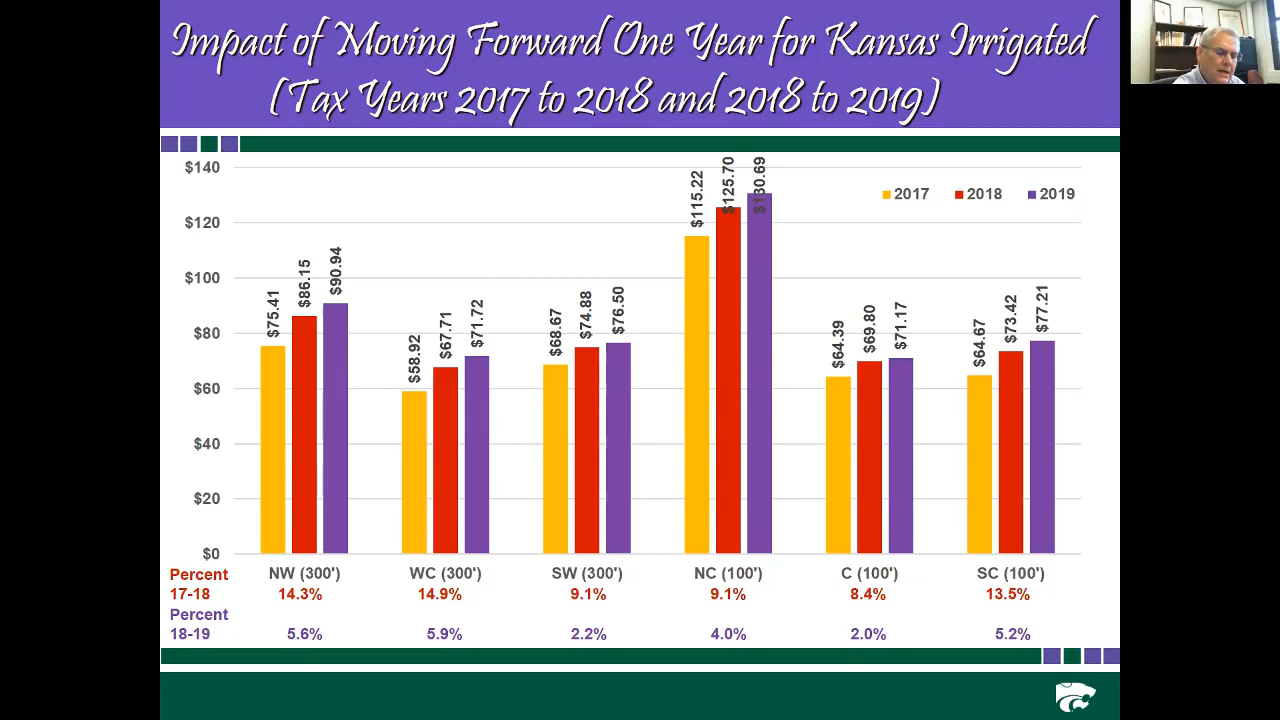 Impact of Moving Forward One Year for Kansas Irrigated
(Tax Years 2017 to 2018 and 2018 to 2019)
$140
$120
$100
$80
$60
$40
$20
$0
2017 2018 2019
$75.41 $86.15 $90.94
$58.92 $67.71 $71.72
$68.67 $74.88 $76.50
$115.22 $125.70 $130.69
$64.39 $69.80 $71.17
$64.67 $73.42 $77.21
NW (300') WC (300') SW (300') NC (100') C (100') SC (100')
Percent
17-18 14.3% 14.9% 9.1% 9.1% 8.4% 13.5%
Percent
18-19 5.6% 5.9% 2.2% 4.0% 2.0% 5.2%